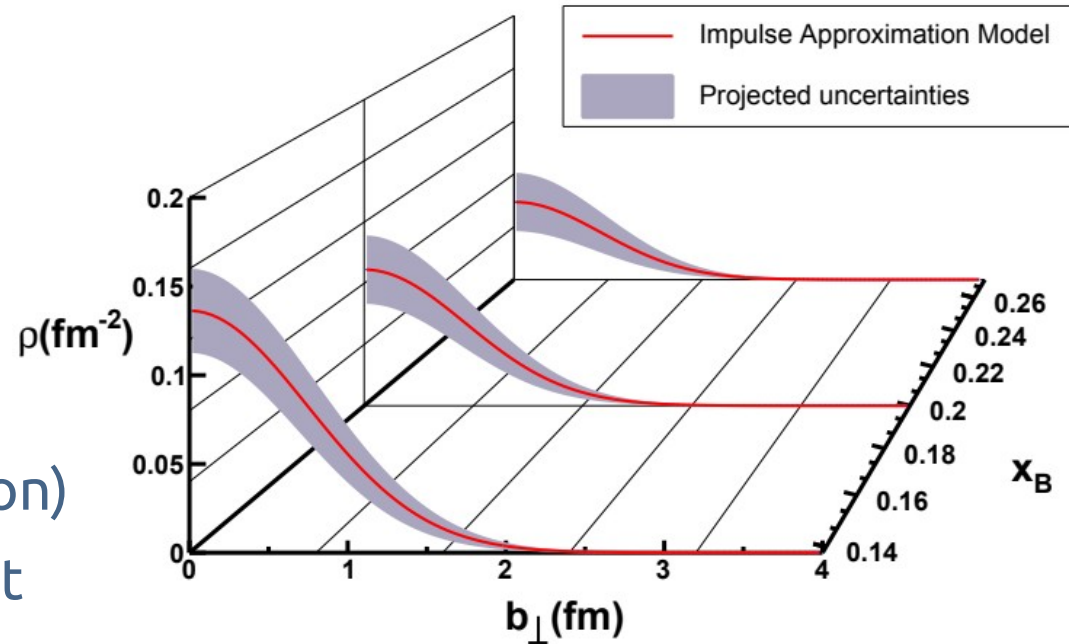 Impulse Approximation Model
Projected uncertainties
0.2
0.15
ρ(fm⁻²)
0.1
0.05
0
on)
t
0 1 2 3 4
b⊥(fm)
0.26
0.24
0.22
0.2
0.18
0.16
0.14
x_B